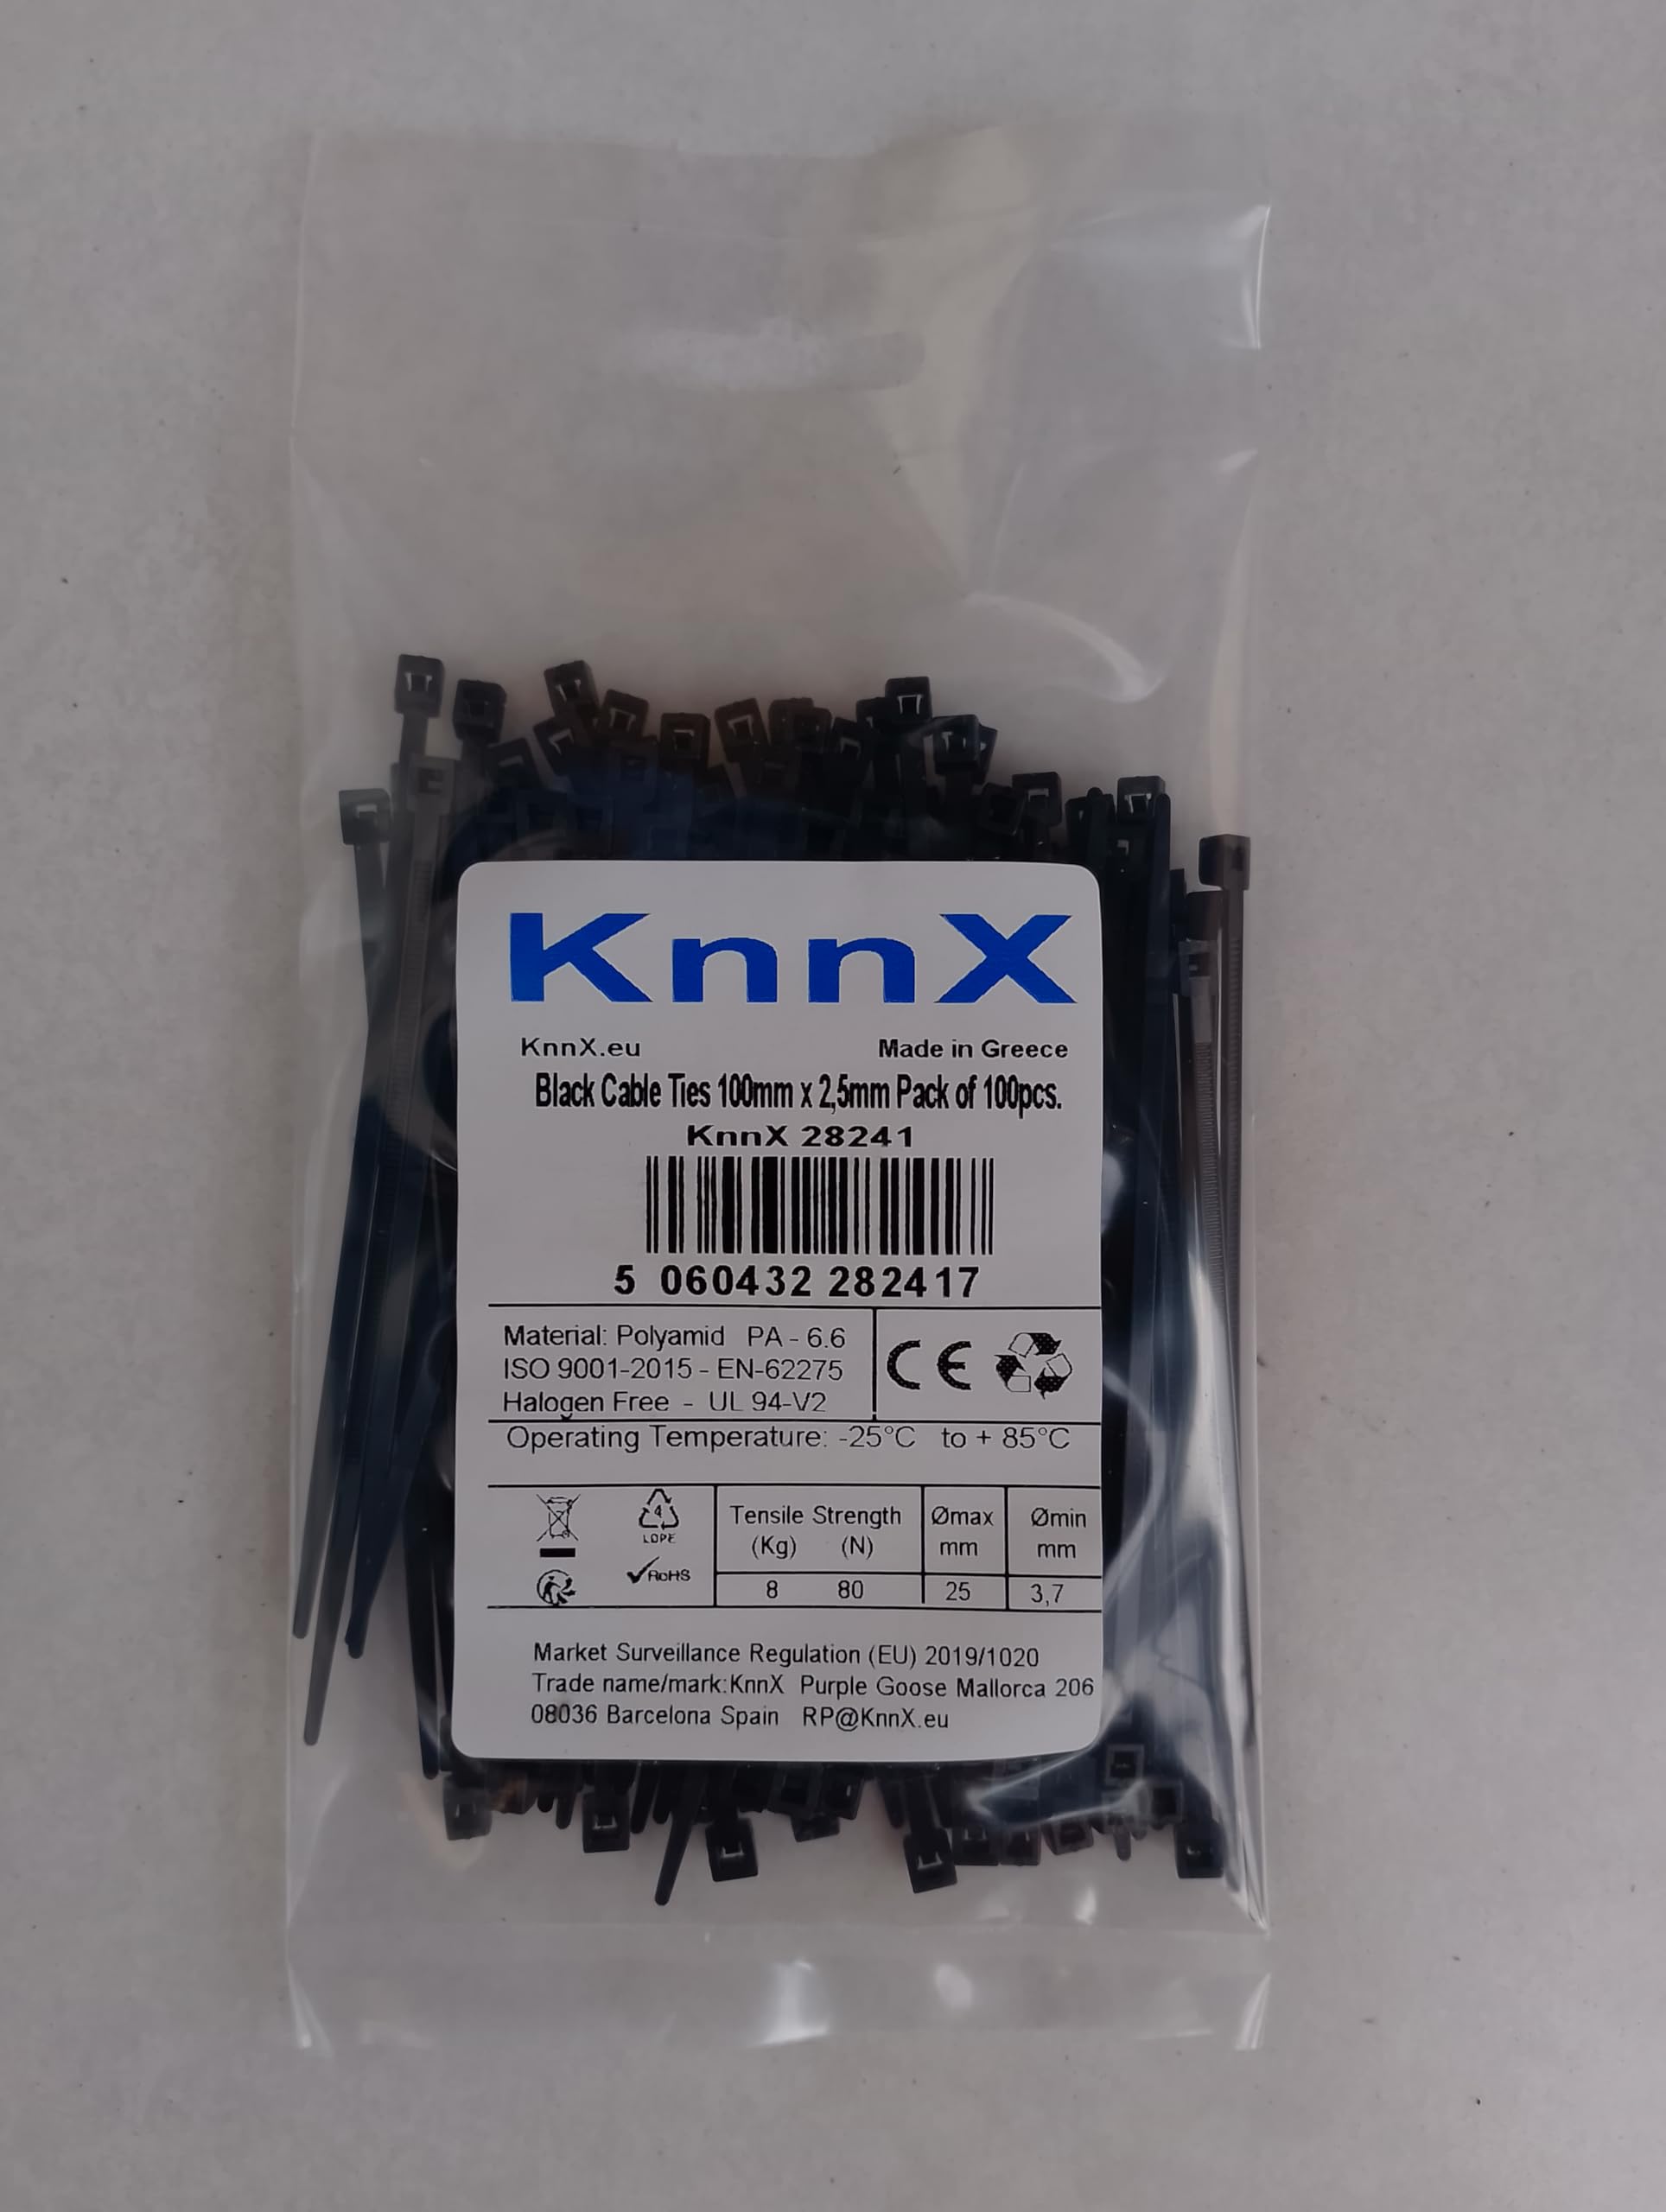 KnnX
KnnX.eu Made in Greece
Black Cable Ties 100mm x 2,5mm Pack of 100pcs.
KnnX 28241
5 060432 282417
Material: Polyamid PA - 6.6
ISO 9001-2015 - EN-62275
Halogen Free - UL 94-V2
CE
Operating Temperature: -25°C to + 85°C
4
LDPE
RoHS
Tensile Strength Ømax Ømin
(Kg) (N) mm mm
8 80 25 3,7
Market Surveillance Regulation (EU) 2019/1020
Trade name/mark:KnnX Purple Goose Mallorca 206
08036 Barcelona Spain RP@KnnX.eu